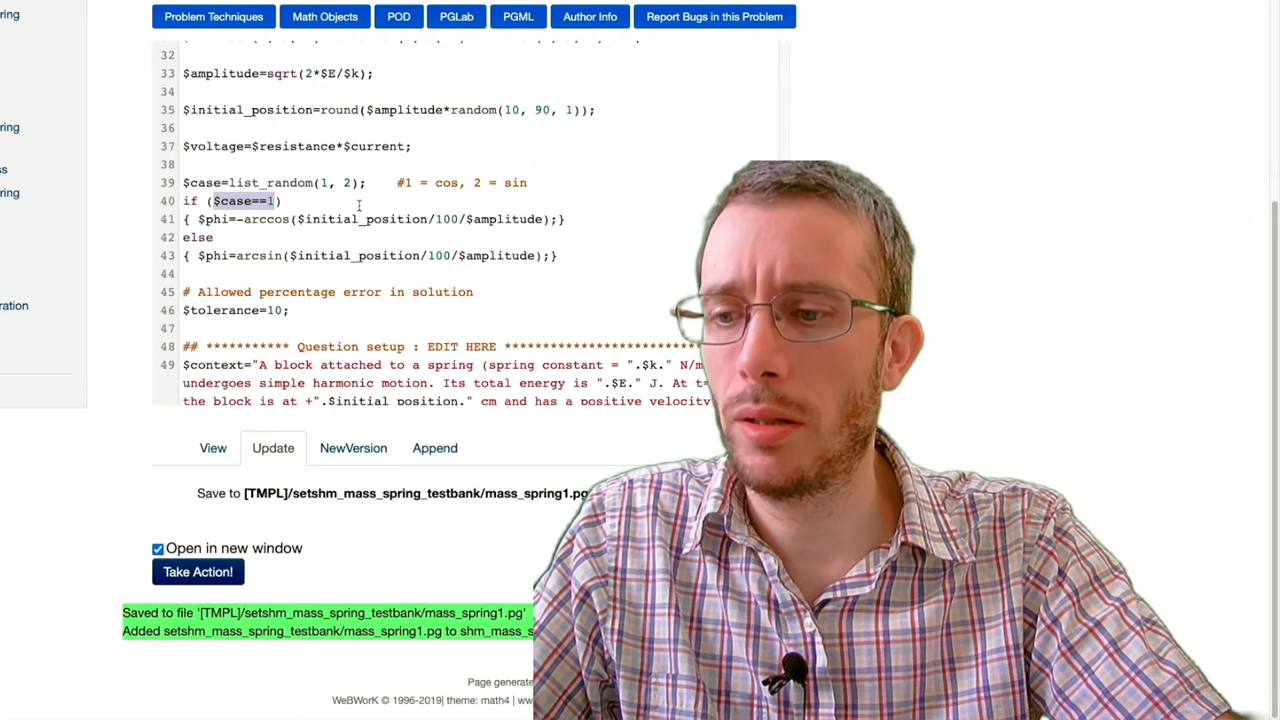 ring
Problem Techniques Math Objects POD PGLab PGML Author Info Report Bugs in this Problem
32
33 $amplitude=sqrt(2*$E/$k);
34
35 $initial_position=round($amplitude*random(10, 90, 1));
36
ring
37 $voltage=$resistance*$current;
38
s
39 $case=list_random(1, 2); #1 = cos, 2 = sin
ring
40 if ($case==1)
41 { $phi=-arccos($initial_position/100/$amplitude);}
42 else
43 { $phi=arcsin($initial_position/100/$amplitude);}
44
45 # Allowed percentage error in solution
ration
46 $tolerance=10;
47
48 ## *********** Question setup : EDIT HERE **************************
49 $context="A block attached to a spring (spring constant = ".$k." N/m
undergoes simple harmonic motion. Its total energy is ".$E." J. At t=
the block is at +".$initial_position." cm and has a positive velocity
View Update NewVersion Append
Save to [TMPL]/setshm_mass_spring_testbank/mass_spring1.pg
Open in new window
Take Action!
Saved to file '[TMPL]/setshm_mass_spring_testbank/mass_spring1.pg'
Added setshm_mass_spring_testbank/mass_spring1.pg to shm_mass_s
Page generate
WeBWorK © 1996-2019| theme: math4 | ww